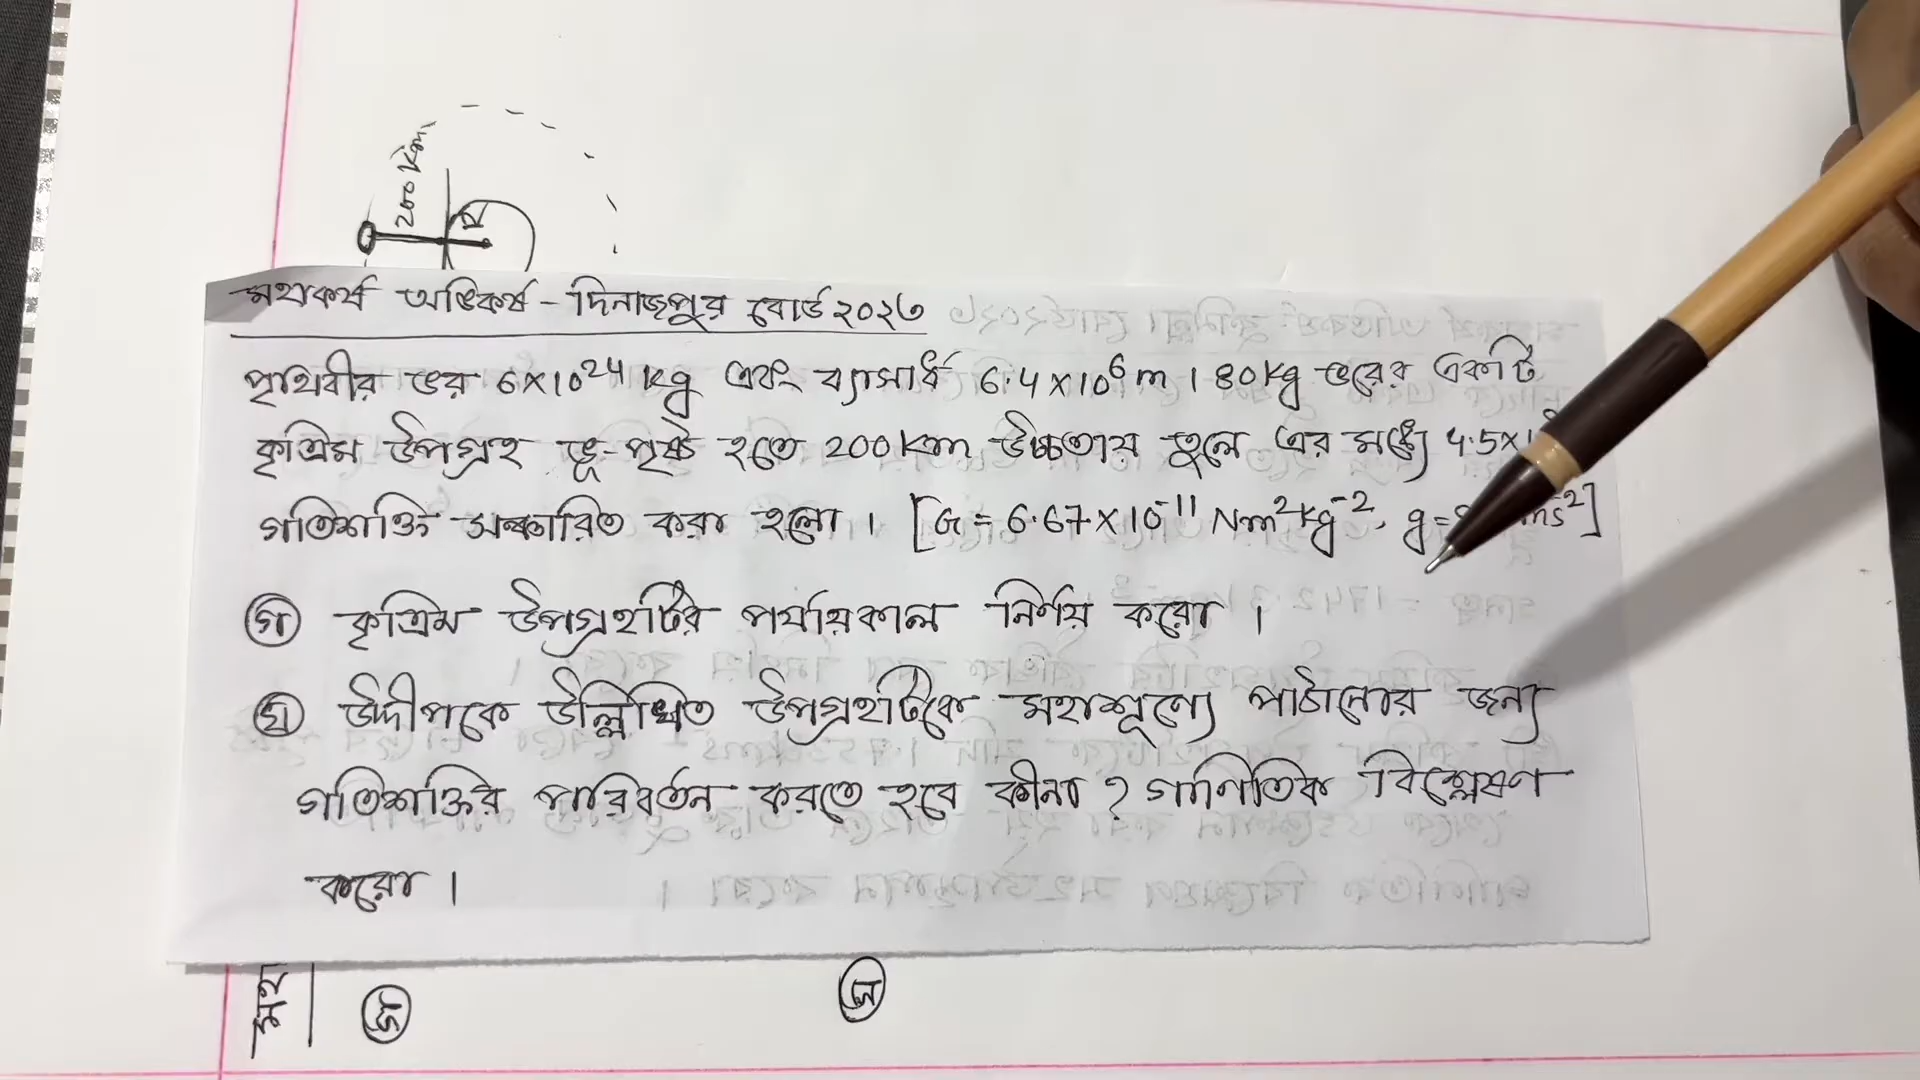 200 km
R
মহাকর্ষ অভিকর্ষ - দিনাজপুর বোর্ড ২০২৩
পৃথিবীর ভর 6×10²⁴ kg এবং ব্যাসার্ধ 6.4×10⁶ m । 80kg ভরের একটি
কৃত্রিম উপগ্রহ ভূ-পৃষ্ট হতে 200km উচ্চতায় তুলে এর মধ্যে 4.5×1
গতিশক্তি সঞ্চারিত করা হলো । [G = 6.67×10⁻¹¹ Nm²kg⁻², g= ms⁻²]
গ কৃত্রিম উপগ্রহটির পর্যায়কাল নির্ণয় করো ।
ঘ উদ্দীপকে উল্লিখিত উপগ্রহটিকে মহাশূণ্যে পাঠানোর জন্য
গতিশক্তির পরিবর্তন করতে হবে কীনা ? গাণিতিক বিশ্লেষণ
করো ।